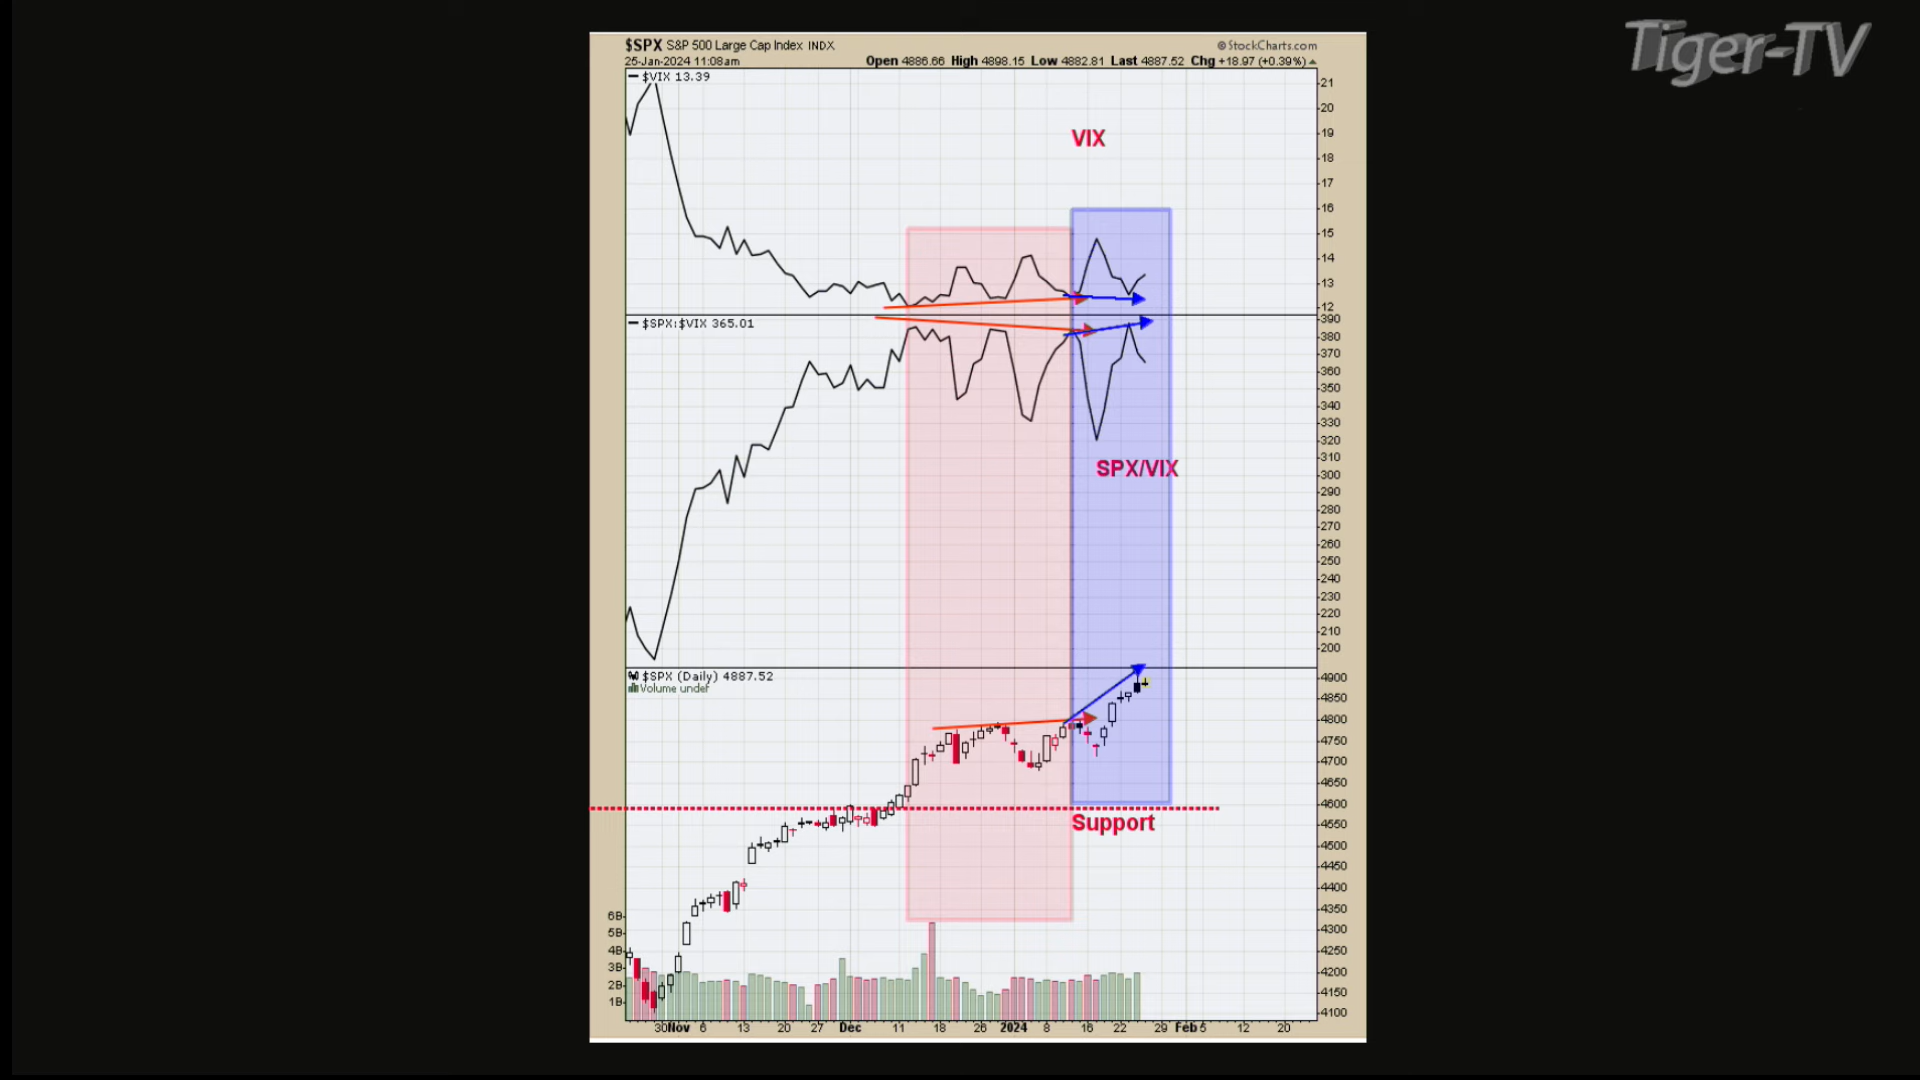 Tiger-TV
$SPX S&P 500 Large Cap Index INDX
© StockCharts.com
25-Jan-2024 11:08am
Open 4886.66 High 4898.15 Low 4882.81 Last 4887.52 Chg +18.97 (+0.39%)
$VIX 13.39
VIX
21
20
19
18
17
16
15
14
13
12
$SPX:$VIX 365.01
390
380
370
360
350
340
330
320
310
300
290
280
270
260
250
240
230
220
210
200
SPX/VIX
$SPX (Daily) 4887.52
Volume undef
4900
4850
4800
4750
4700
4650
4600
4550
4500
4450
4400
4350
4300
4250
4200
4150
4100
Support
6B
5B
4B
3B
2B
1B
30 Nov 6 13 20 27 Dec 11 18 26 2024 8 16 22 29 Feb 5 12 20